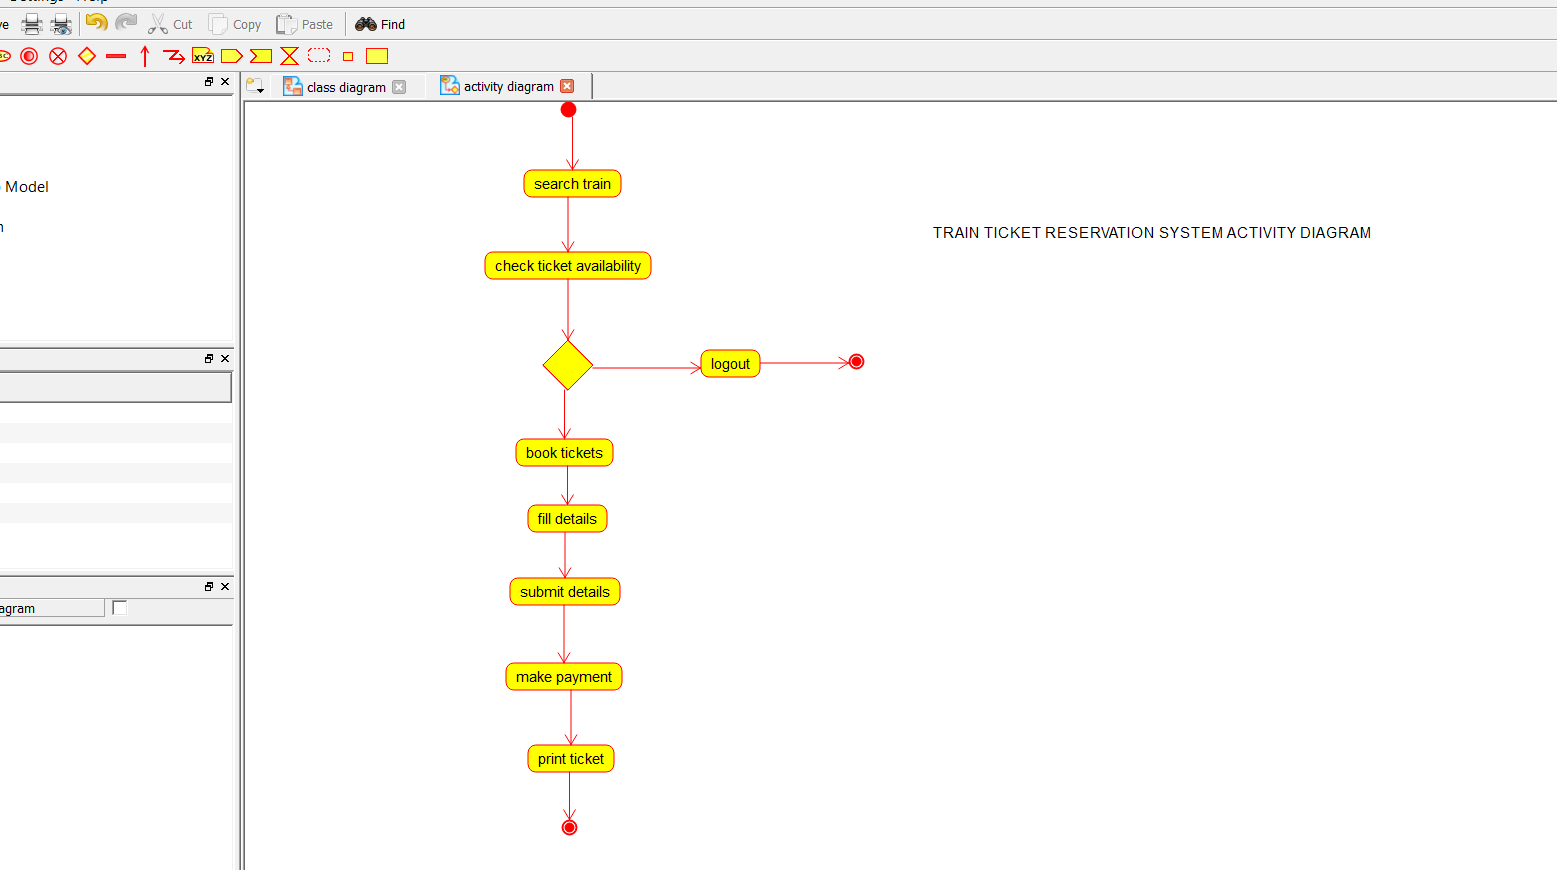 Cut Copy Paste Find
XYZ
class diagram
activity diagram
Model
search train
TRAIN TICKET RESERVATION SYSTEM ACTIVITY DIAGRAM
check ticket availability
logout
book tickets
fill details
submit details
agram
make payment
print ticket